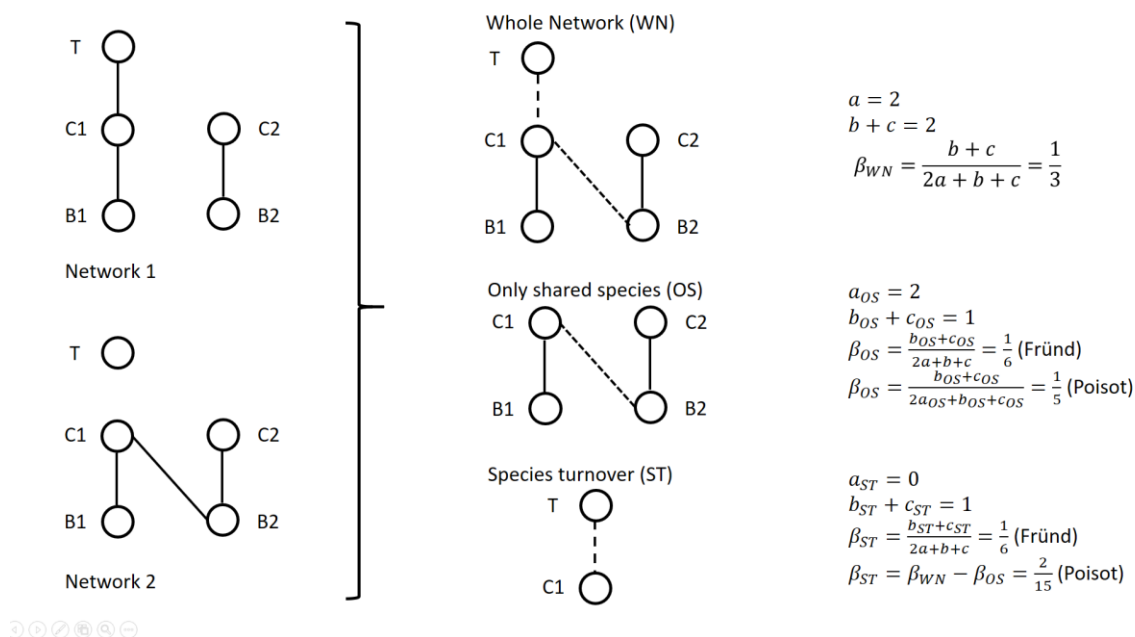 T
C1
C2
B1
B2
Network 1
T
C1
C2
B1
B2
Network 2
Whole Network (WN)
T
C1
C2
B1
B2
Only shared species (OS)
C1
C2
B1
B2
Species turnover (ST)
T
C1
a = 2
b + c = 2
β_WN = (b + c)/(2a + b + c) = 1/3
a_OS = 2
b_OS + c_OS = 1
β_OS = (b_OS+c_OS)/(2a+b+c) = 1/6 (Fründ)
β_OS = (b_OS+c_OS)/(2a_OS+b_OS+c_OS) = 1/5 (Poisot)
a_ST = 0
b_ST + c_ST = 1
β_ST = (b_ST+c_ST)/(2a+b+c) = 1/6 (Fründ)
β_ST = β_WN − β_OS = 2/15 (Poisot)